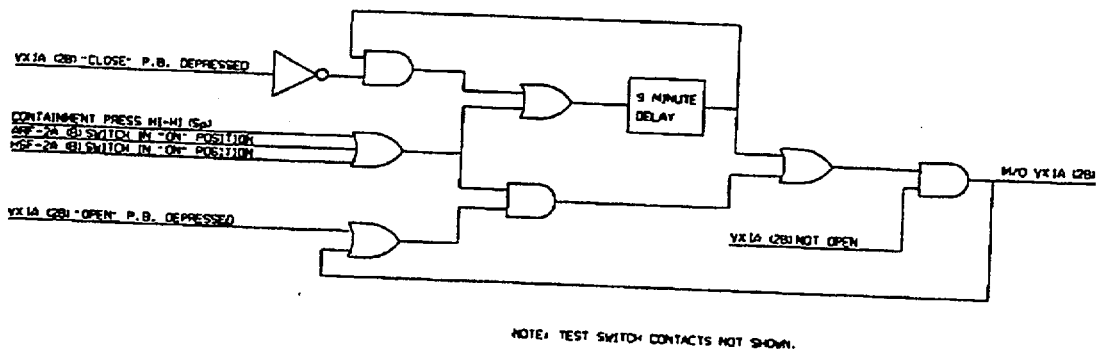 VX1A (2B) "CLOSE" P.B. DEPRESSED
CONTAINMENT PRESS HI-HI (Sp)
ARF-2A (B) SWITCH IN "ON" POSITION
HSF-2A (B) SWITCH IN "ON" POSITION
9 MINUTE
DELAY
M/O VX1A (2B)
VX1A (2B) "OPEN" P.B. DEPRESSED
VX1A (2B) NOT OPEN
NOTE: TEST SWITCH CONTACTS NOT SHOWN.